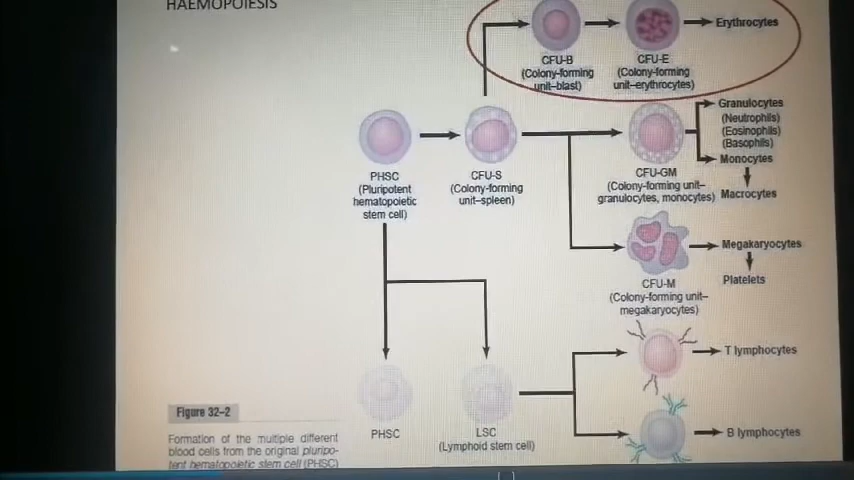 HAEMOPOIESIS
CFU-B
(Colony-forming
unit–blast)
CFU-E
(Colony-forming
unit–erythrocytes)
Erythrocytes
PHSC
(Pluripotent
hematopoietic
stem cell)
CFU-S
(Colony-forming
unit–spleen)
CFU-GM
(Colony-forming unit–
granulocytes, monocytes)
Granulocytes
(Neutrophils)
(Eosinophils)
(Basophils)
Monocytes
Macrocytes
CFU-M
(Colony-forming unit–
megakaryocytes)
Megakaryocytes
Platelets
PHSC
LSC
(Lymphoid stem cell)
T lymphocytes
B lymphocytes
Figure 32–2
Formation of the multiple different
blood cells from the original pluripo-
tent hematopoietic stem cell (PHSC)